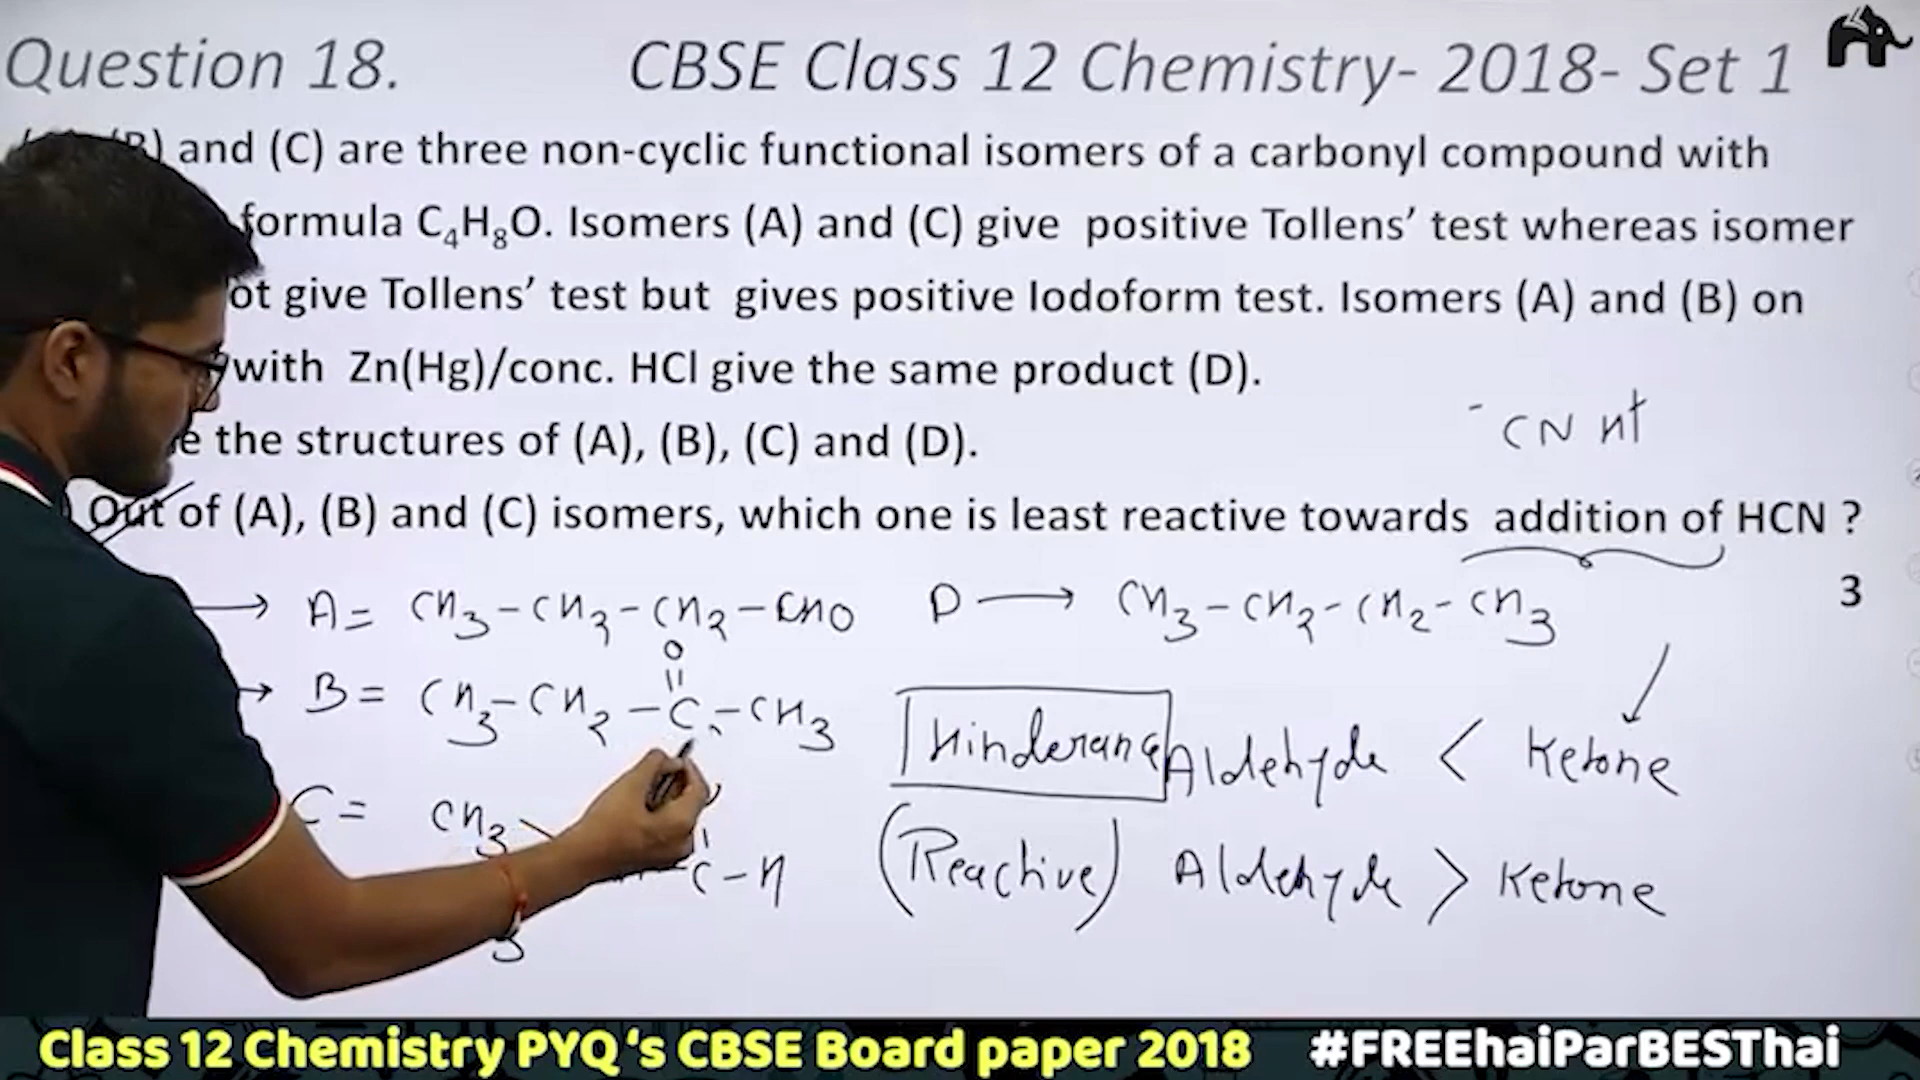 Question 18. CBSE Class 12 Chemistry- 2018- Set 1
(B) and (C) are three non-cyclic functional isomers of a carbonyl compound with
formula C₄H₈O. Isomers (A) and (C) give positive Tollens’ test whereas isomer
ot give Tollens’ test but gives positive Iodoform test. Isomers (A) and (B) on
with Zn(Hg)/conc. HCl give the same product (D).
e the structures of (A), (B), (C) and (D).
Out of (A), (B) and (C) isomers, which one is least reactive towards addition of HCN ?
3
⁻CN H⁺
→ A= CH₃-CH₂-CH₂-CHO D → CH₃-CH₂-CH₂-CH₃
O
||
→ B= CH₃-CH₂-C-CH₃
Hinderance Aldehyde < Ketone
C= CH₃
C-H
(Reactive) Aldehyde > Ketone
3
Class 12 Chemistry PYQ‘s CBSE Board paper 2018 #FREEhaiParBESThai